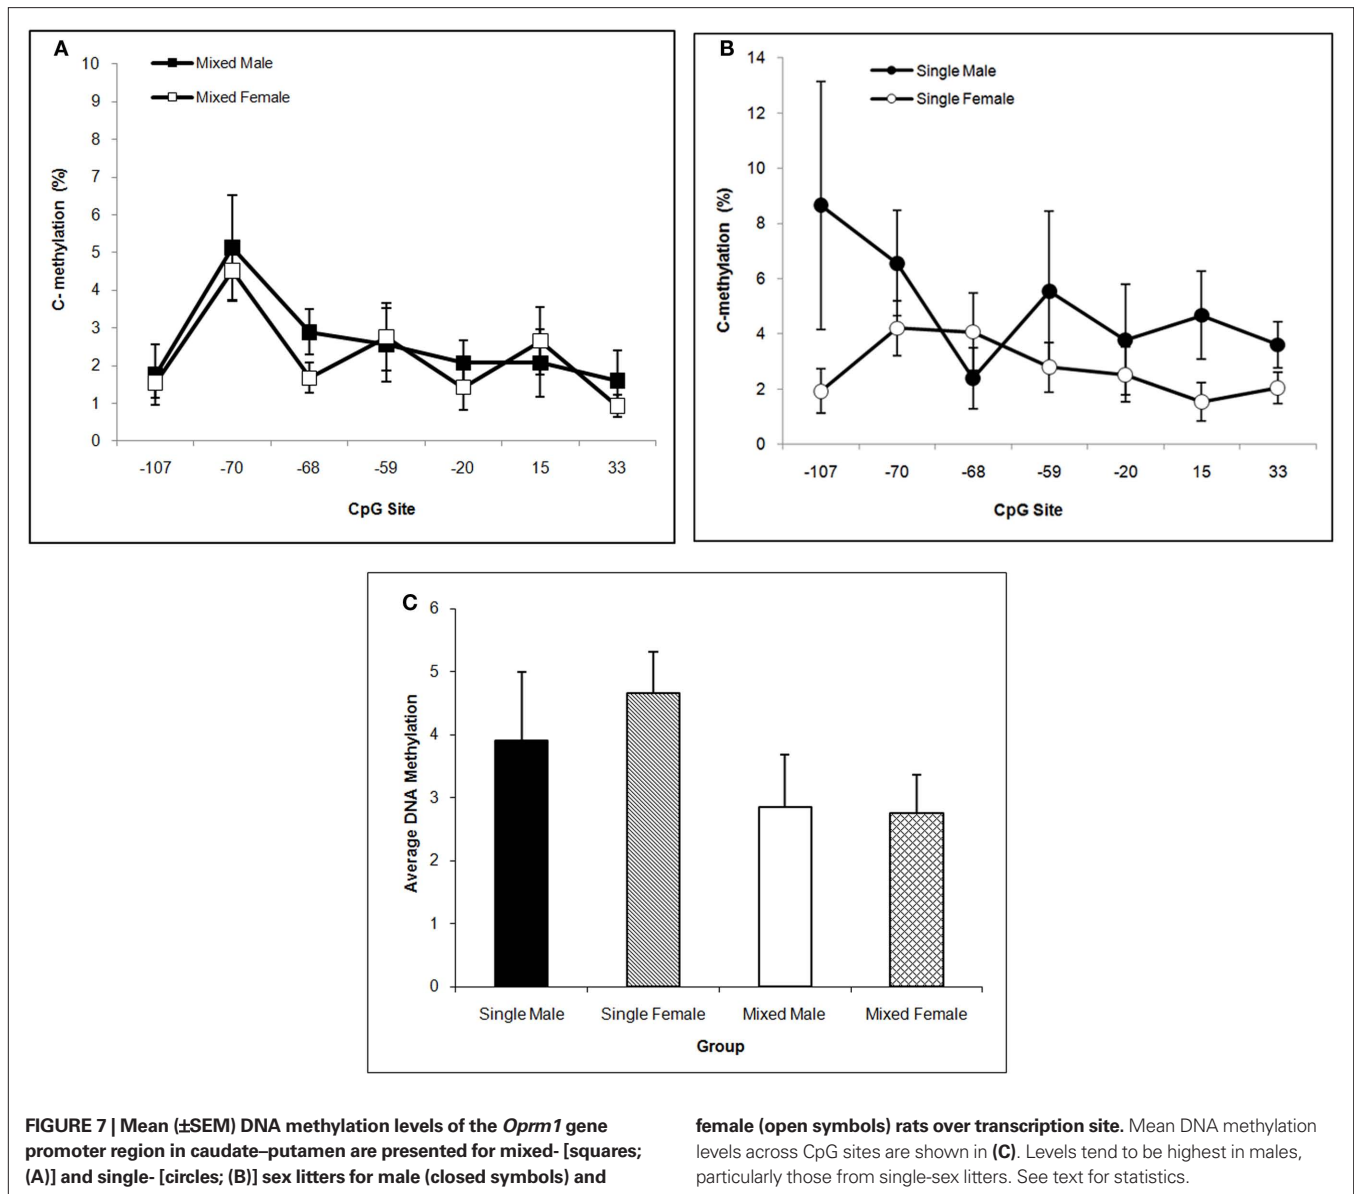 A
Mixed Male
Mixed Female
10
9
8
7
6
5
4
3
2
1
0
C- methylation (%)
-107 -70 -68 -59 -20 15 33
CpG Site
B
Single Male
Single Female
14
12
10
8
6
4
2
0
C-methylation (%)
-107 -70 -68 -59 -20 15 33
CpG Site
C
6
5
4
3
2
1
0
Average DNA Methylation
Single Male Single Female Mixed Male Mixed Female
Group
FIGURE 7 | Mean (±SEM) DNA methylation levels of the Oprm1 gene
promoter region in caudate–putamen are presented for mixed- [squares;
(A)] and single- [circles; (B)] sex litters for male (closed symbols) and
female (open symbols) rats over transcription site. Mean DNA methylation
levels across CpG sites are shown in (C). Levels tend to be highest in males,
particularly those from single-sex litters. See text for statistics.